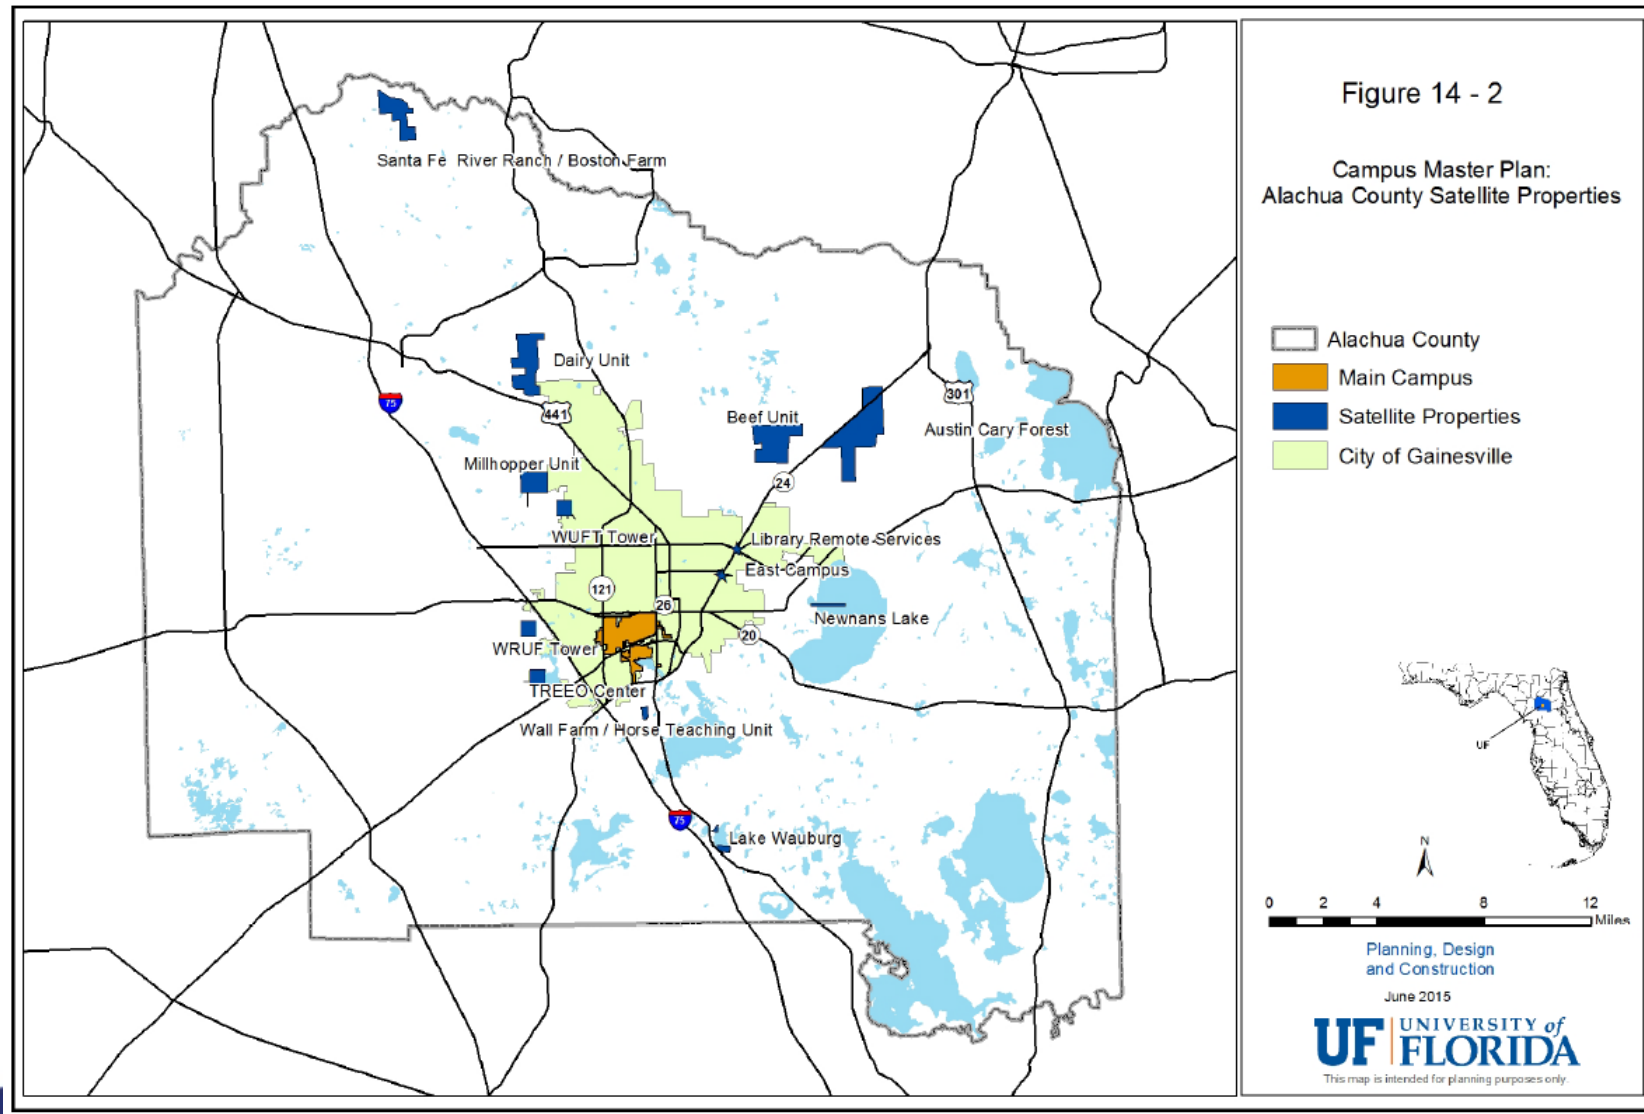 Figure 14 - 2
Campus Master Plan:
Alachua County Satellite Properties
Alachua County
Main Campus
Satellite Properties
City of Gainesville
Santa Fe River Ranch / Boston Farm
Dairy Unit
75
441
301
Beef Unit
Austin Cary Forest
Millhopper Unit
24
WUFT Tower
Library Remote Services
East Campus
121
26
Newnans Lake
20
WRUF Tower
TREEO Center
Wall Farm / Horse Teaching Unit
75
Lake Wauburg
UF
N
0 2 4 8 12
Miles
Planning, Design
and Construction
June 2015
UF UNIVERSITY of
FLORIDA
This map is intended for planning purposes only.